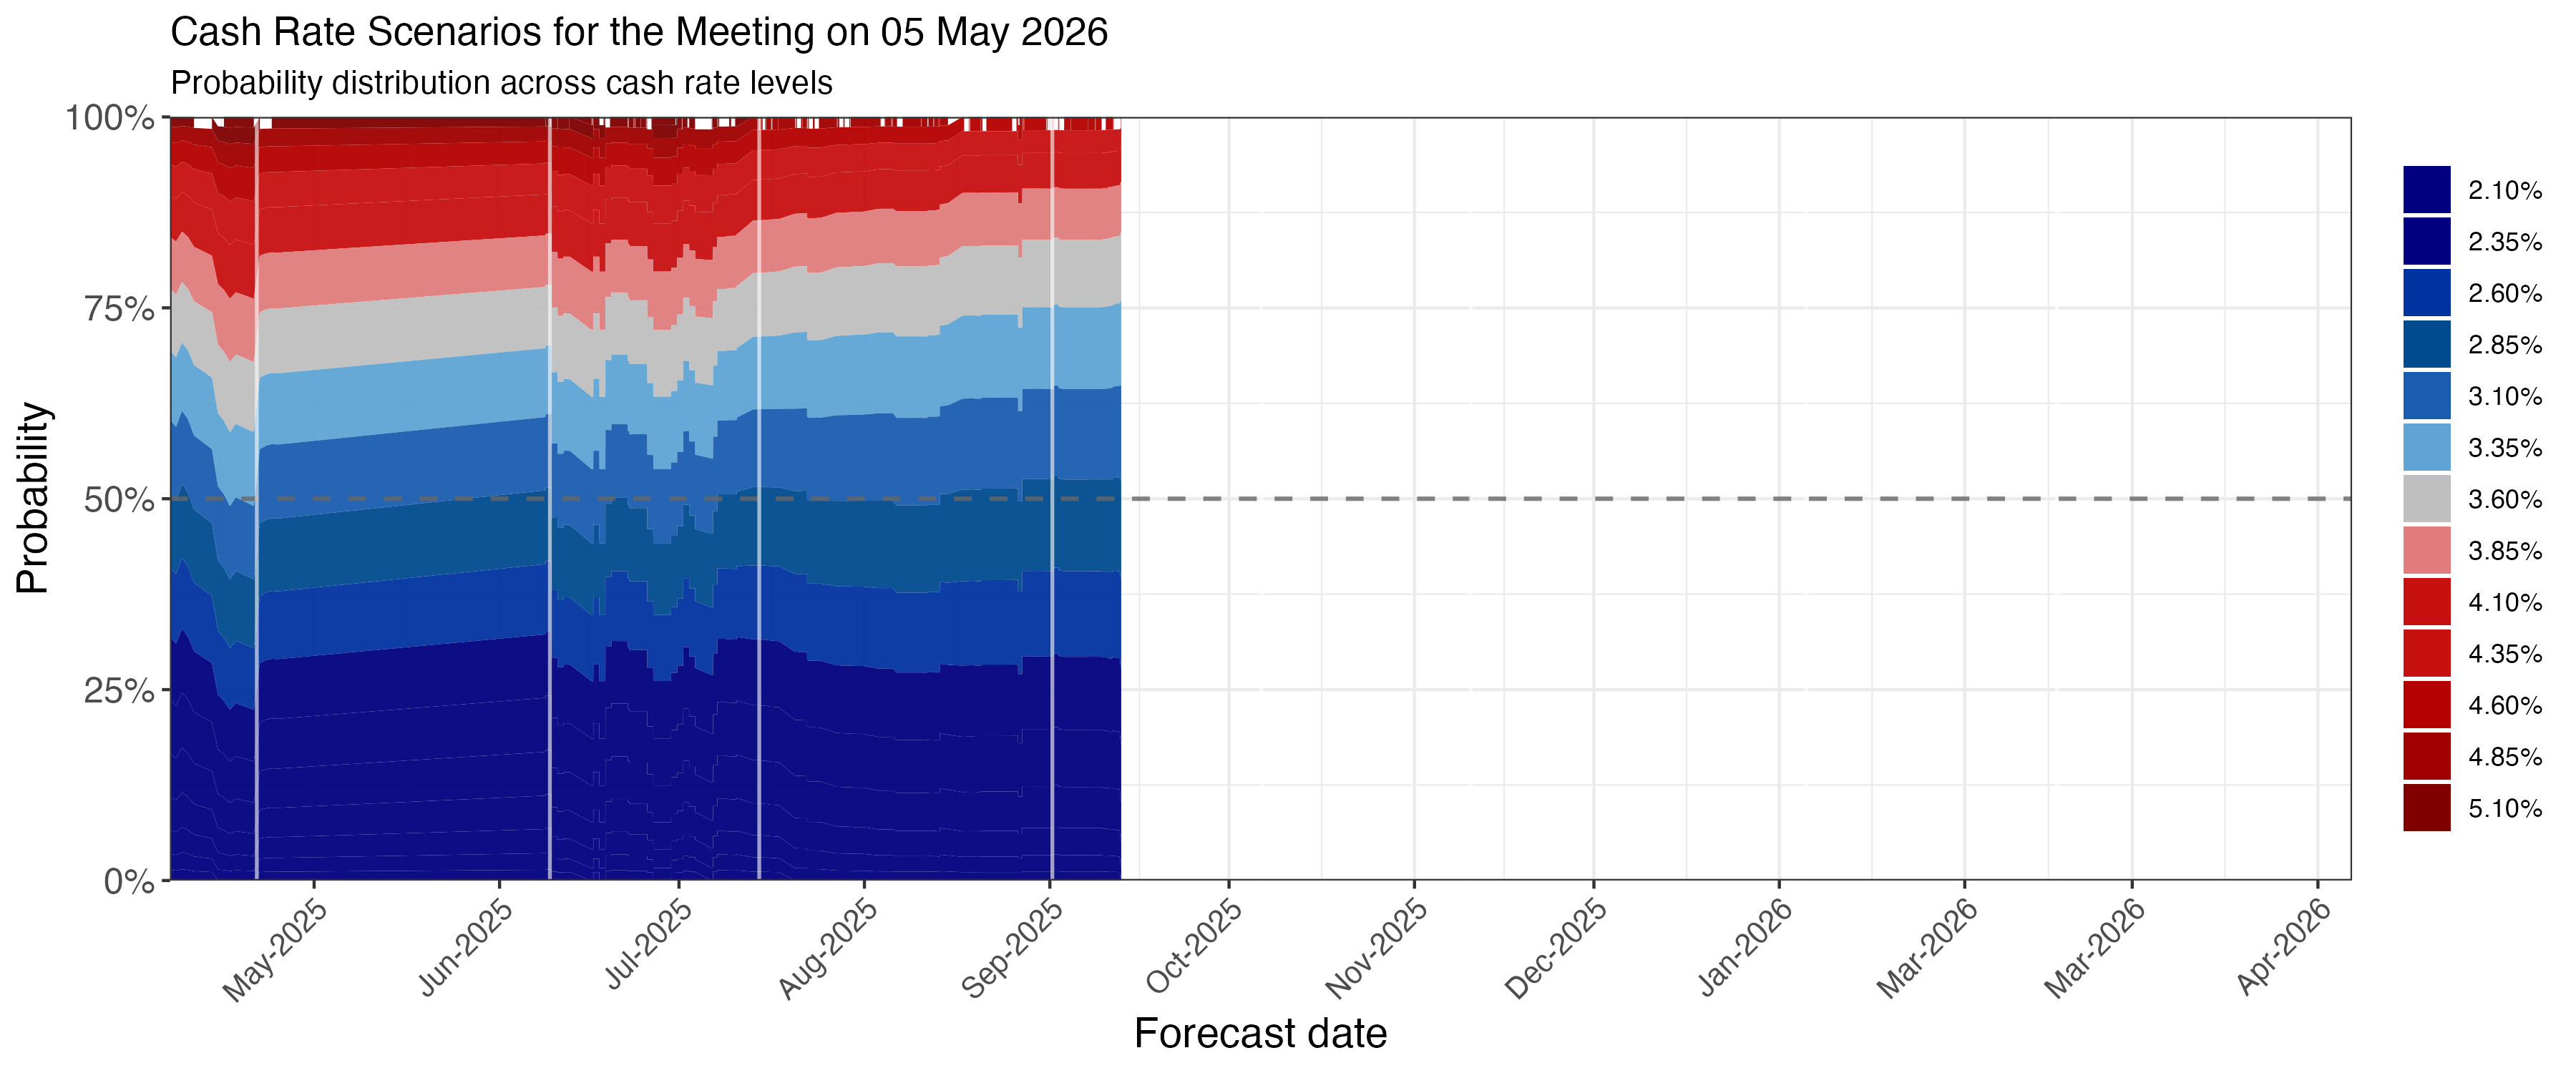 Cash Rate Scenarios for the Meeting on 05 May 2026
Probability distribution across cash rate levels
Probability
100%
75%
50%
25%
0%
May-2025
Jun-2025
Jul-2025
Aug-2025
Sep-2025
Oct-2025
Nov-2025
Dec-2025
Jan-2026
Mar-2026
Mar-2026
Apr-2026
Forecast date
2.10%
2.35%
2.60%
2.85%
3.10%
3.35%
3.60%
3.85%
4.10%
4.35%
4.60%
4.85%
5.10%